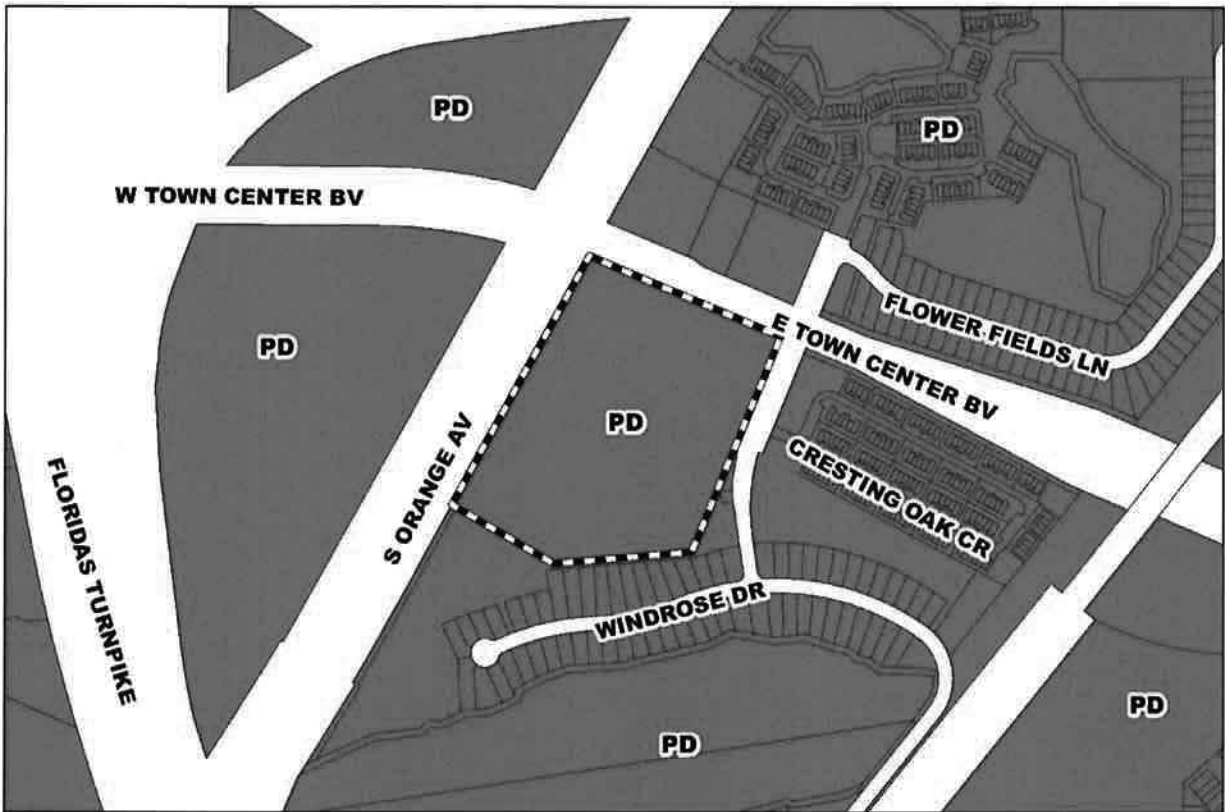 PD
PD
W TOWN CENTER BV
PD
FLOWER FIELDS LN
E TOWN CENTER BV
PD
S ORANGE AV
CRESTING OAK CR
FLORIDAS TURNPIKE
WINDROSE DR
PD
PD